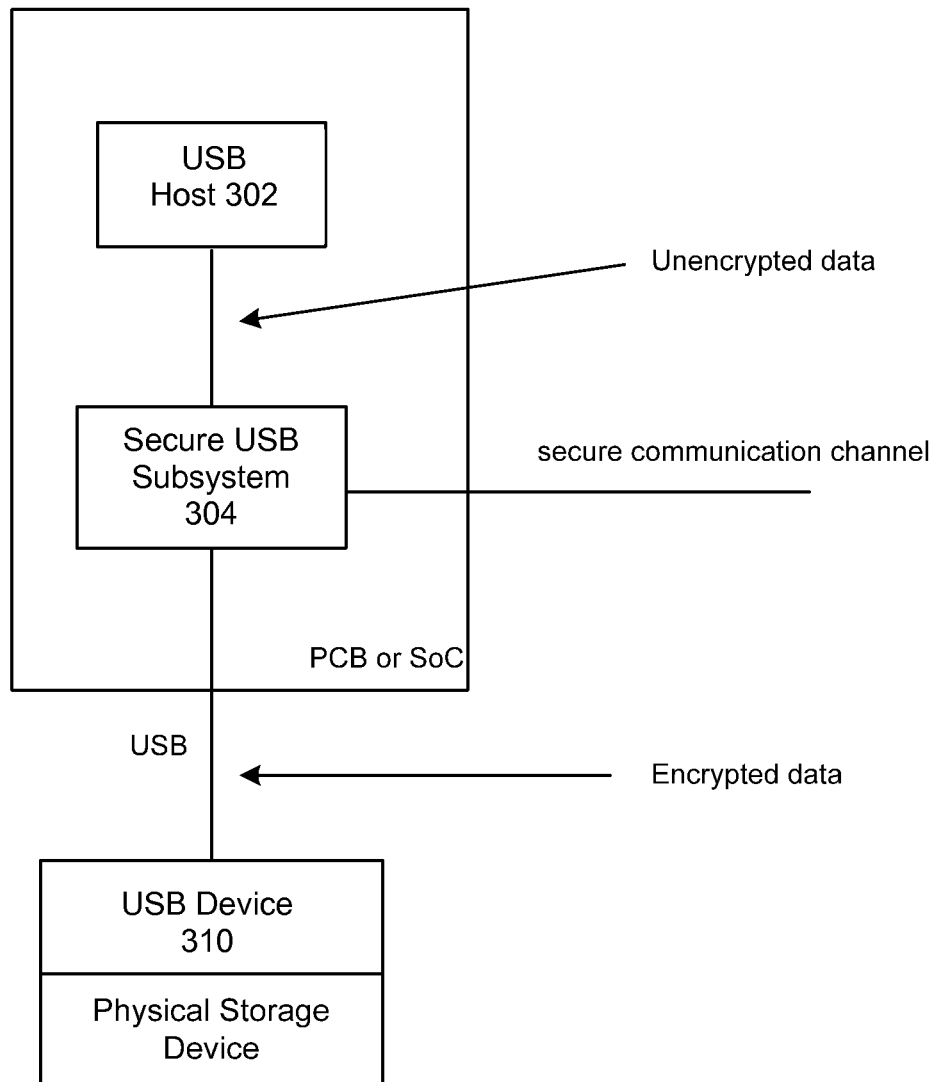 USB
Host 302
Unencrypted data
Secure USB
Subsystem
304
secure communication channel
PCB or SoC
USB
Encrypted data
USB Device
310
Physical Storage
Device